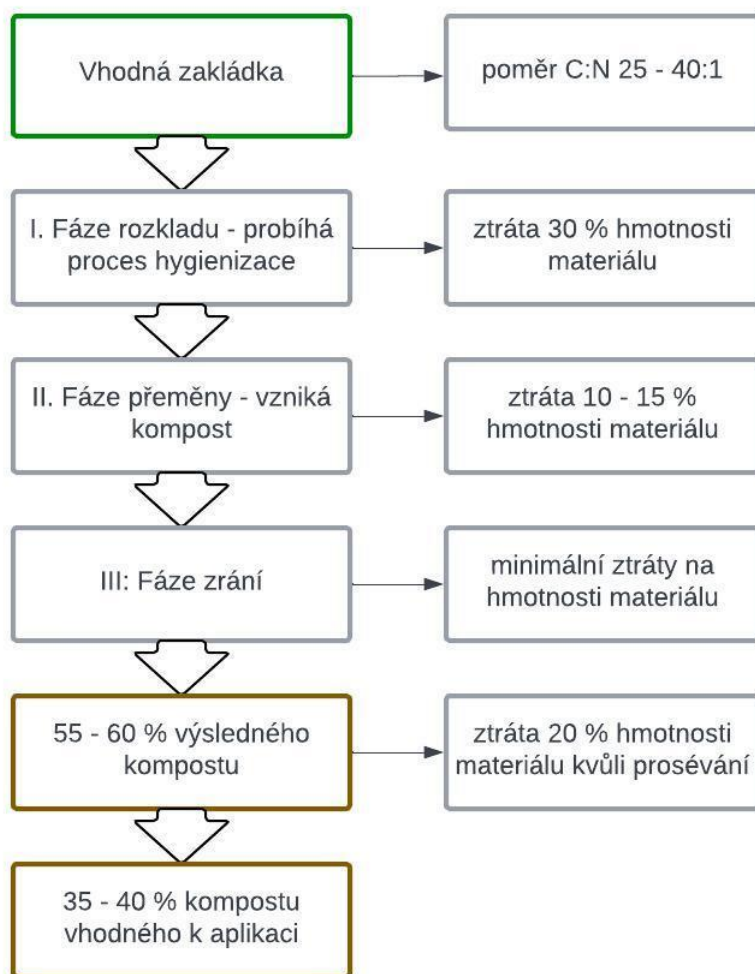 Vhodná zakládka
poměr C:N 25 - 40:1
I. Fáze rozkladu - probíhá
proces hygienizace
ztráta 30 % hmotnosti
materiálu
II. Fáze přeměny - vzniká
kompost
ztráta 10 - 15 %
hmotnosti materiálu
III: Fáze zrání
minimální ztráty na
hmotnosti materiálu
55 - 60 % výsledného
kompostu
ztráta 20 % hmotnosti
materiálu kvůli prosévání
35 - 40 % kompostu
vhodného k aplikaci